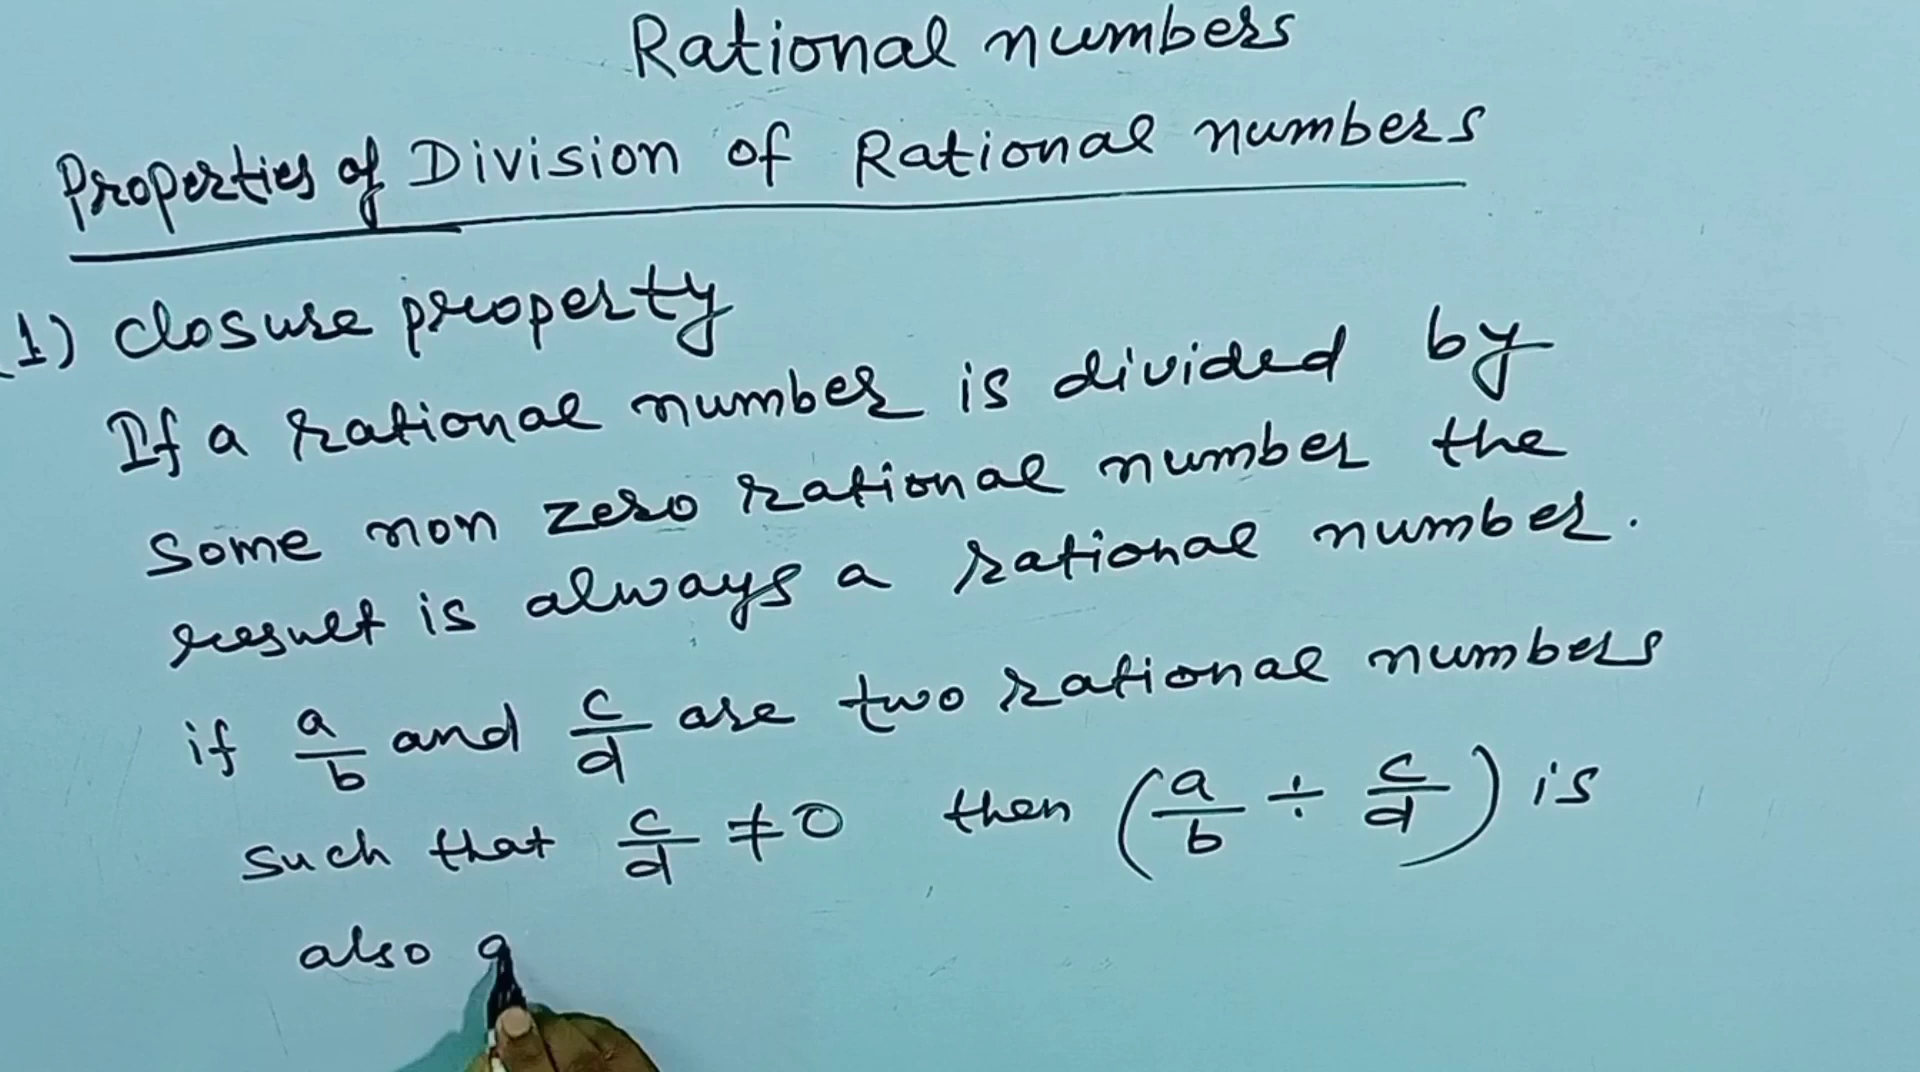 Rational numbers
Properties of Division of Rational numbers
1) closure property
If a rational number is divided by
some non zero rational number the
result is always a rational number.
if a/b and c/d are two rational numbers
such that c/d ≠ 0 then (a/b ÷ c/d) is
also a